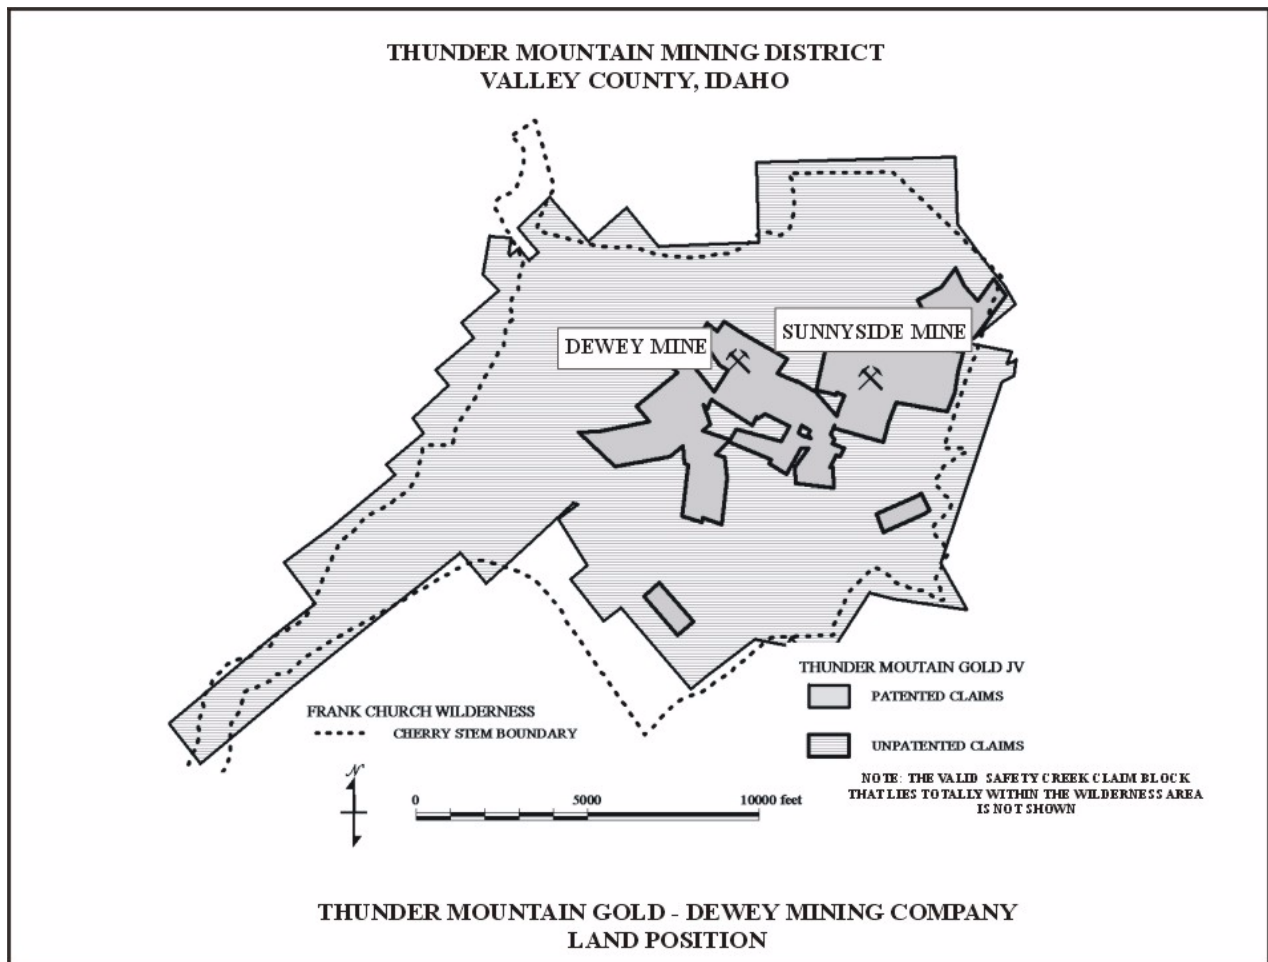 THUNDER MOUNTAIN MINING DISTRICT
VALLEY COUNTY, IDAHO
SUNNYSIDE MINE
DEWEY MINE
THUNDER MOUTAIN GOLD JV
PATENTED CLAIMS
UNPATENTED CLAIMS
FRANK CHURCH WILDERNESS
CHERRY STEM BOUNDARY
NOTE: THE VALID SAFETY CREEK CLAIM BLOCK
THAT LIES TOTALLY WITHIN THE WILDERNESS AREA
IS NOT SHOWN
N
0 5000 10000 feet
THUNDER MOUNTAIN GOLD - DEWEY MINING COMPANY
LAND POSITION